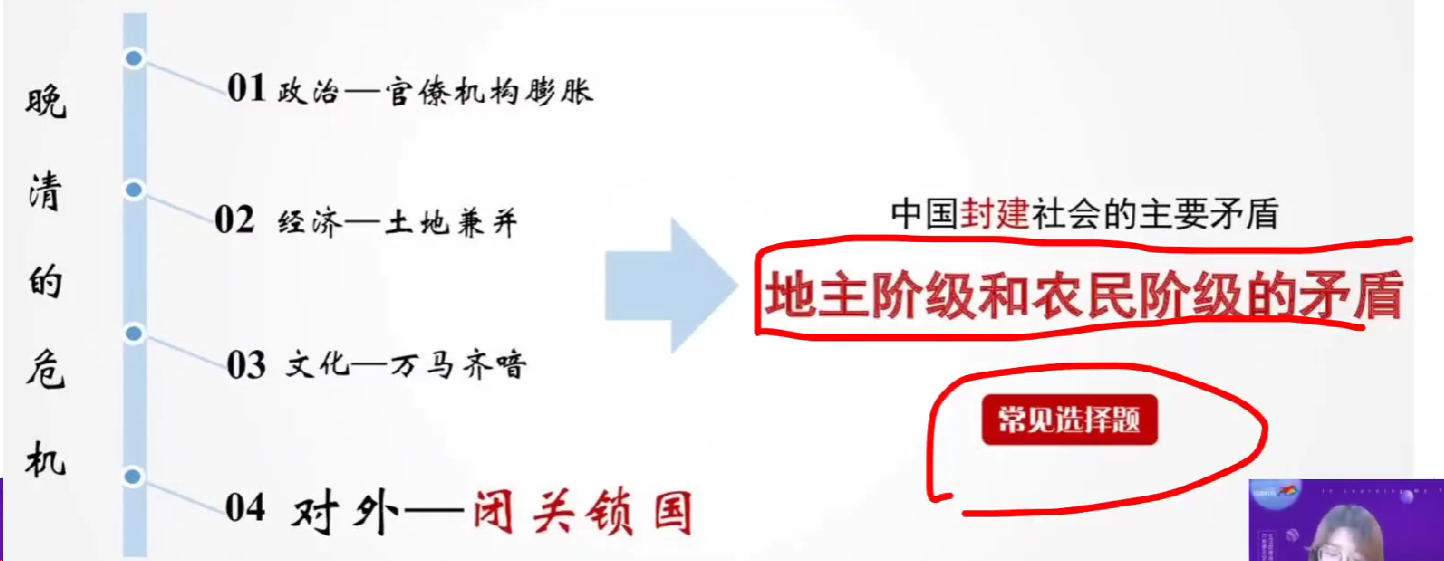 晚清的危机
01 政治—官僚机构膨胀
02 经济—土地兼并
03 文化—万马齐喑
04 对外—闭关锁国
中国封建社会的主要矛盾
地主阶级和农民阶级的矛盾
常见选择题